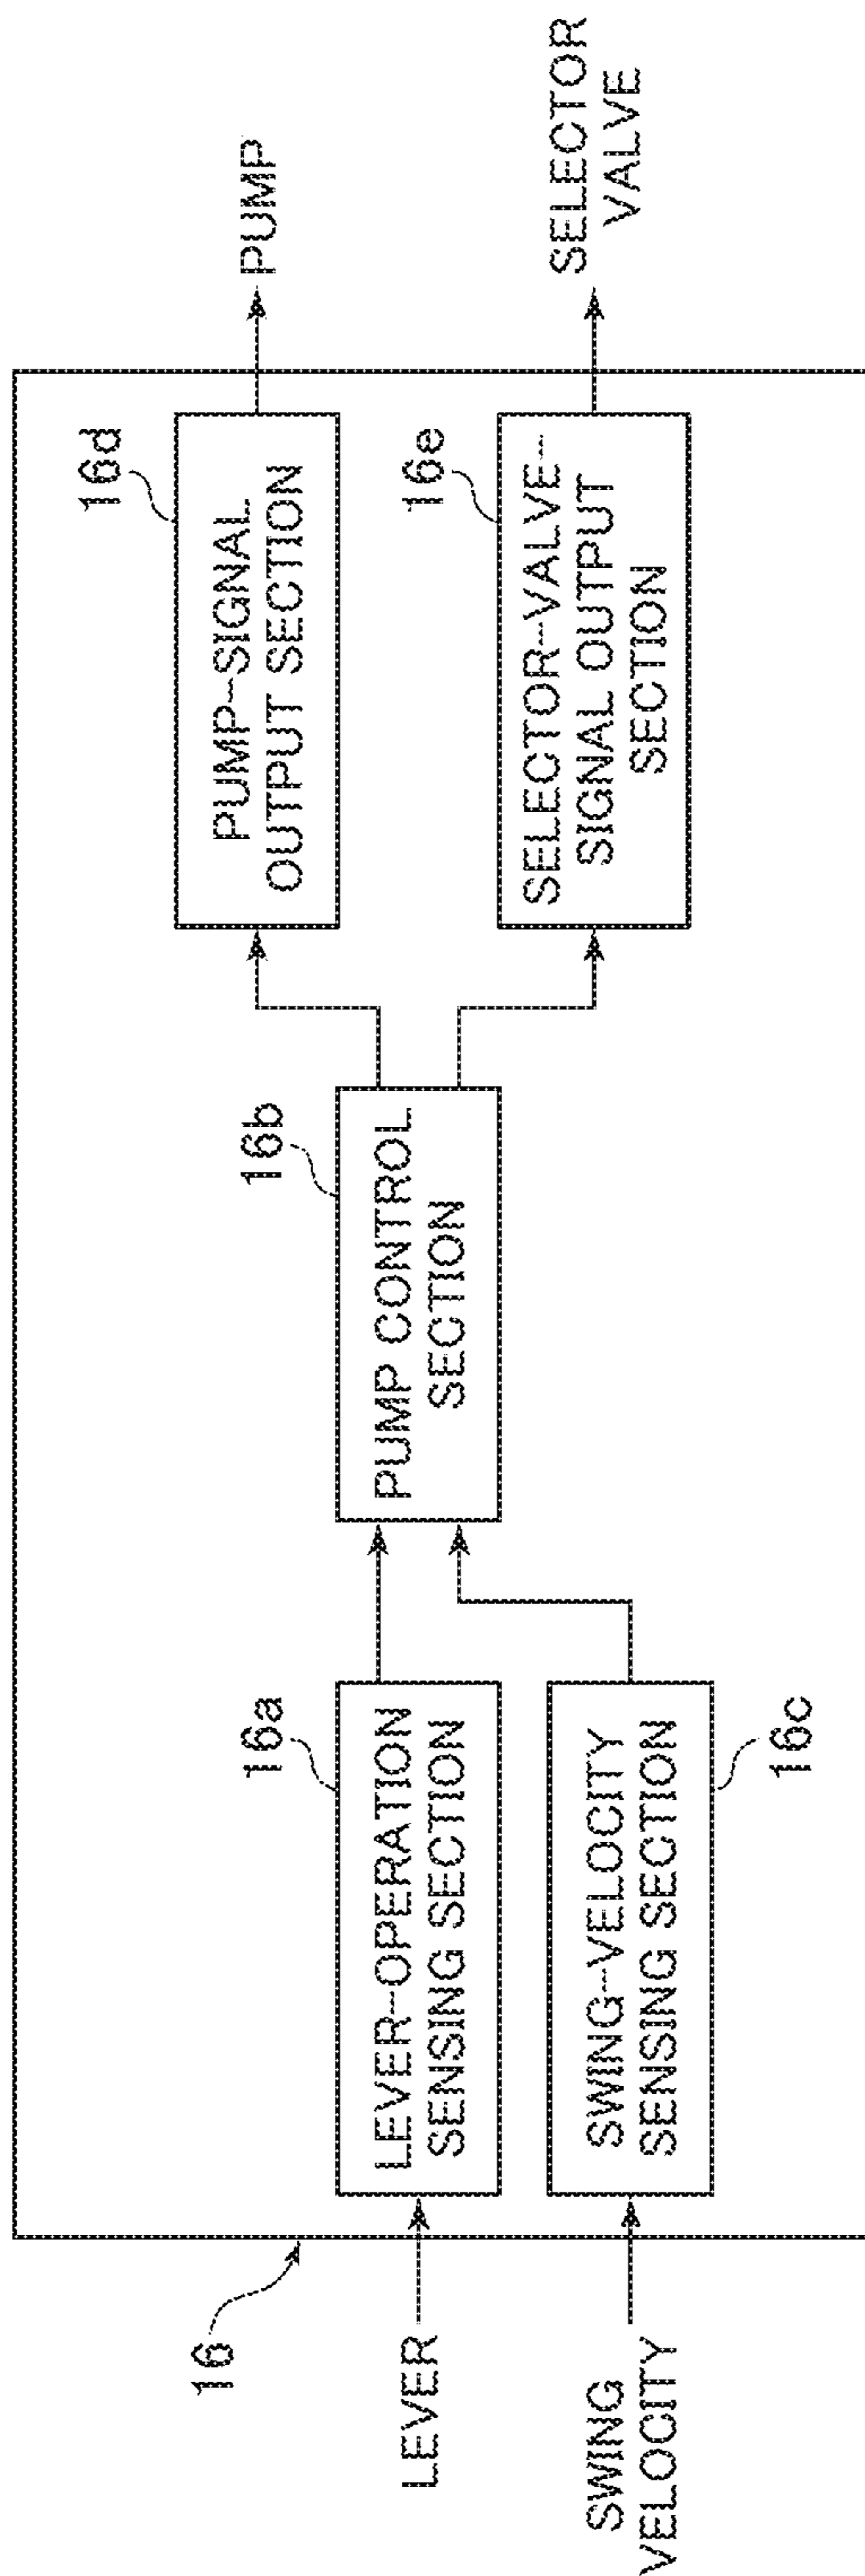 16
LEVER
SWING
VELOCITY
16a
LEVER-OPERATION
SENSING SECTION
SWING-VELOCITY
SENSING SECTION
16c
16b
PUMP CONTROL
SECTION
16d
PUMP-SIGNAL
OUTPUT SECTION
16e
SELECTOR-VALVE-
SIGNAL OUTPUT
SECTION
PUMP
SELECTOR
VALVE